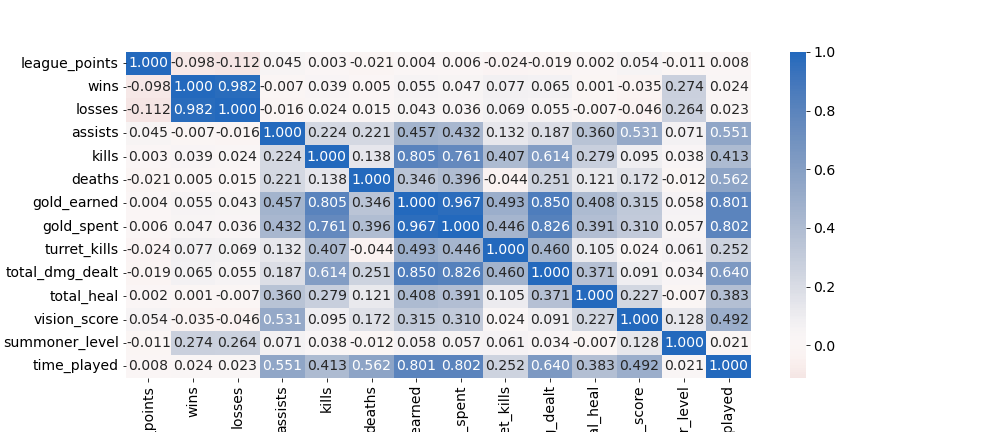 league_points 1.000 -0.098 -0.112 0.045 0.003 -0.021 0.004 0.006 -0.024 -0.019 0.002 0.054 -0.011 0.008
wins -0.098 1.000 0.982 -0.007 0.039 0.005 0.055 0.047 0.077 0.065 0.001 -0.035 0.274 0.024
losses -0.112 0.982 1.000 -0.016 0.024 0.015 0.043 0.036 0.069 0.055 -0.007 -0.046 0.264 0.023
assists 0.045 -0.007 -0.016 1.000 0.224 0.221 0.457 0.432 0.132 0.187 0.360 0.531 0.071 0.551
kills 0.003 0.039 0.024 0.224 1.000 0.138 0.805 0.761 0.407 0.614 0.279 0.095 0.038 0.413
deaths -0.021 0.005 0.015 0.221 0.138 1.000 0.346 0.396 -0.044 0.251 0.121 0.172 -0.012 0.562
gold_earned 0.004 0.055 0.043 0.457 0.805 0.346 1.000 0.967 0.493 0.850 0.408 0.315 0.058 0.801
gold_spent 0.006 0.047 0.036 0.432 0.761 0.396 0.967 1.000 0.446 0.826 0.391 0.310 0.057 0.802
turret_kills -0.024 0.077 0.069 0.132 0.407 -0.044 0.493 0.446 1.000 0.460 0.105 0.024 0.061 0.252
total_dmg_dealt -0.019 0.065 0.055 0.187 0.614 0.251 0.850 0.826 0.460 1.000 0.371 0.091 0.034 0.640
total_heal 0.002 0.001 -0.007 0.360 0.279 0.121 0.408 0.391 0.105 0.371 1.000 0.227 -0.007 0.383
vision_score 0.054 -0.035 -0.046 0.531 0.095 0.172 0.315 0.310 0.024 0.091 0.227 1.000 0.128 0.492
summoner_level -0.011 0.274 0.264 0.071 0.038 -0.012 0.058 0.057 0.061 0.034 -0.007 0.128 1.000 0.021
time_played 0.008 0.024 0.023 0.551 0.413 0.562 0.801 0.802 0.252 0.640 0.383 0.492 0.021 1.000
_points
wins
losses
assists
kills
deaths
earned
_spent
et_kills
_dealt
al_heal
_score
r_level
played
1.0
0.8
0.6
0.4
0.2
0.0